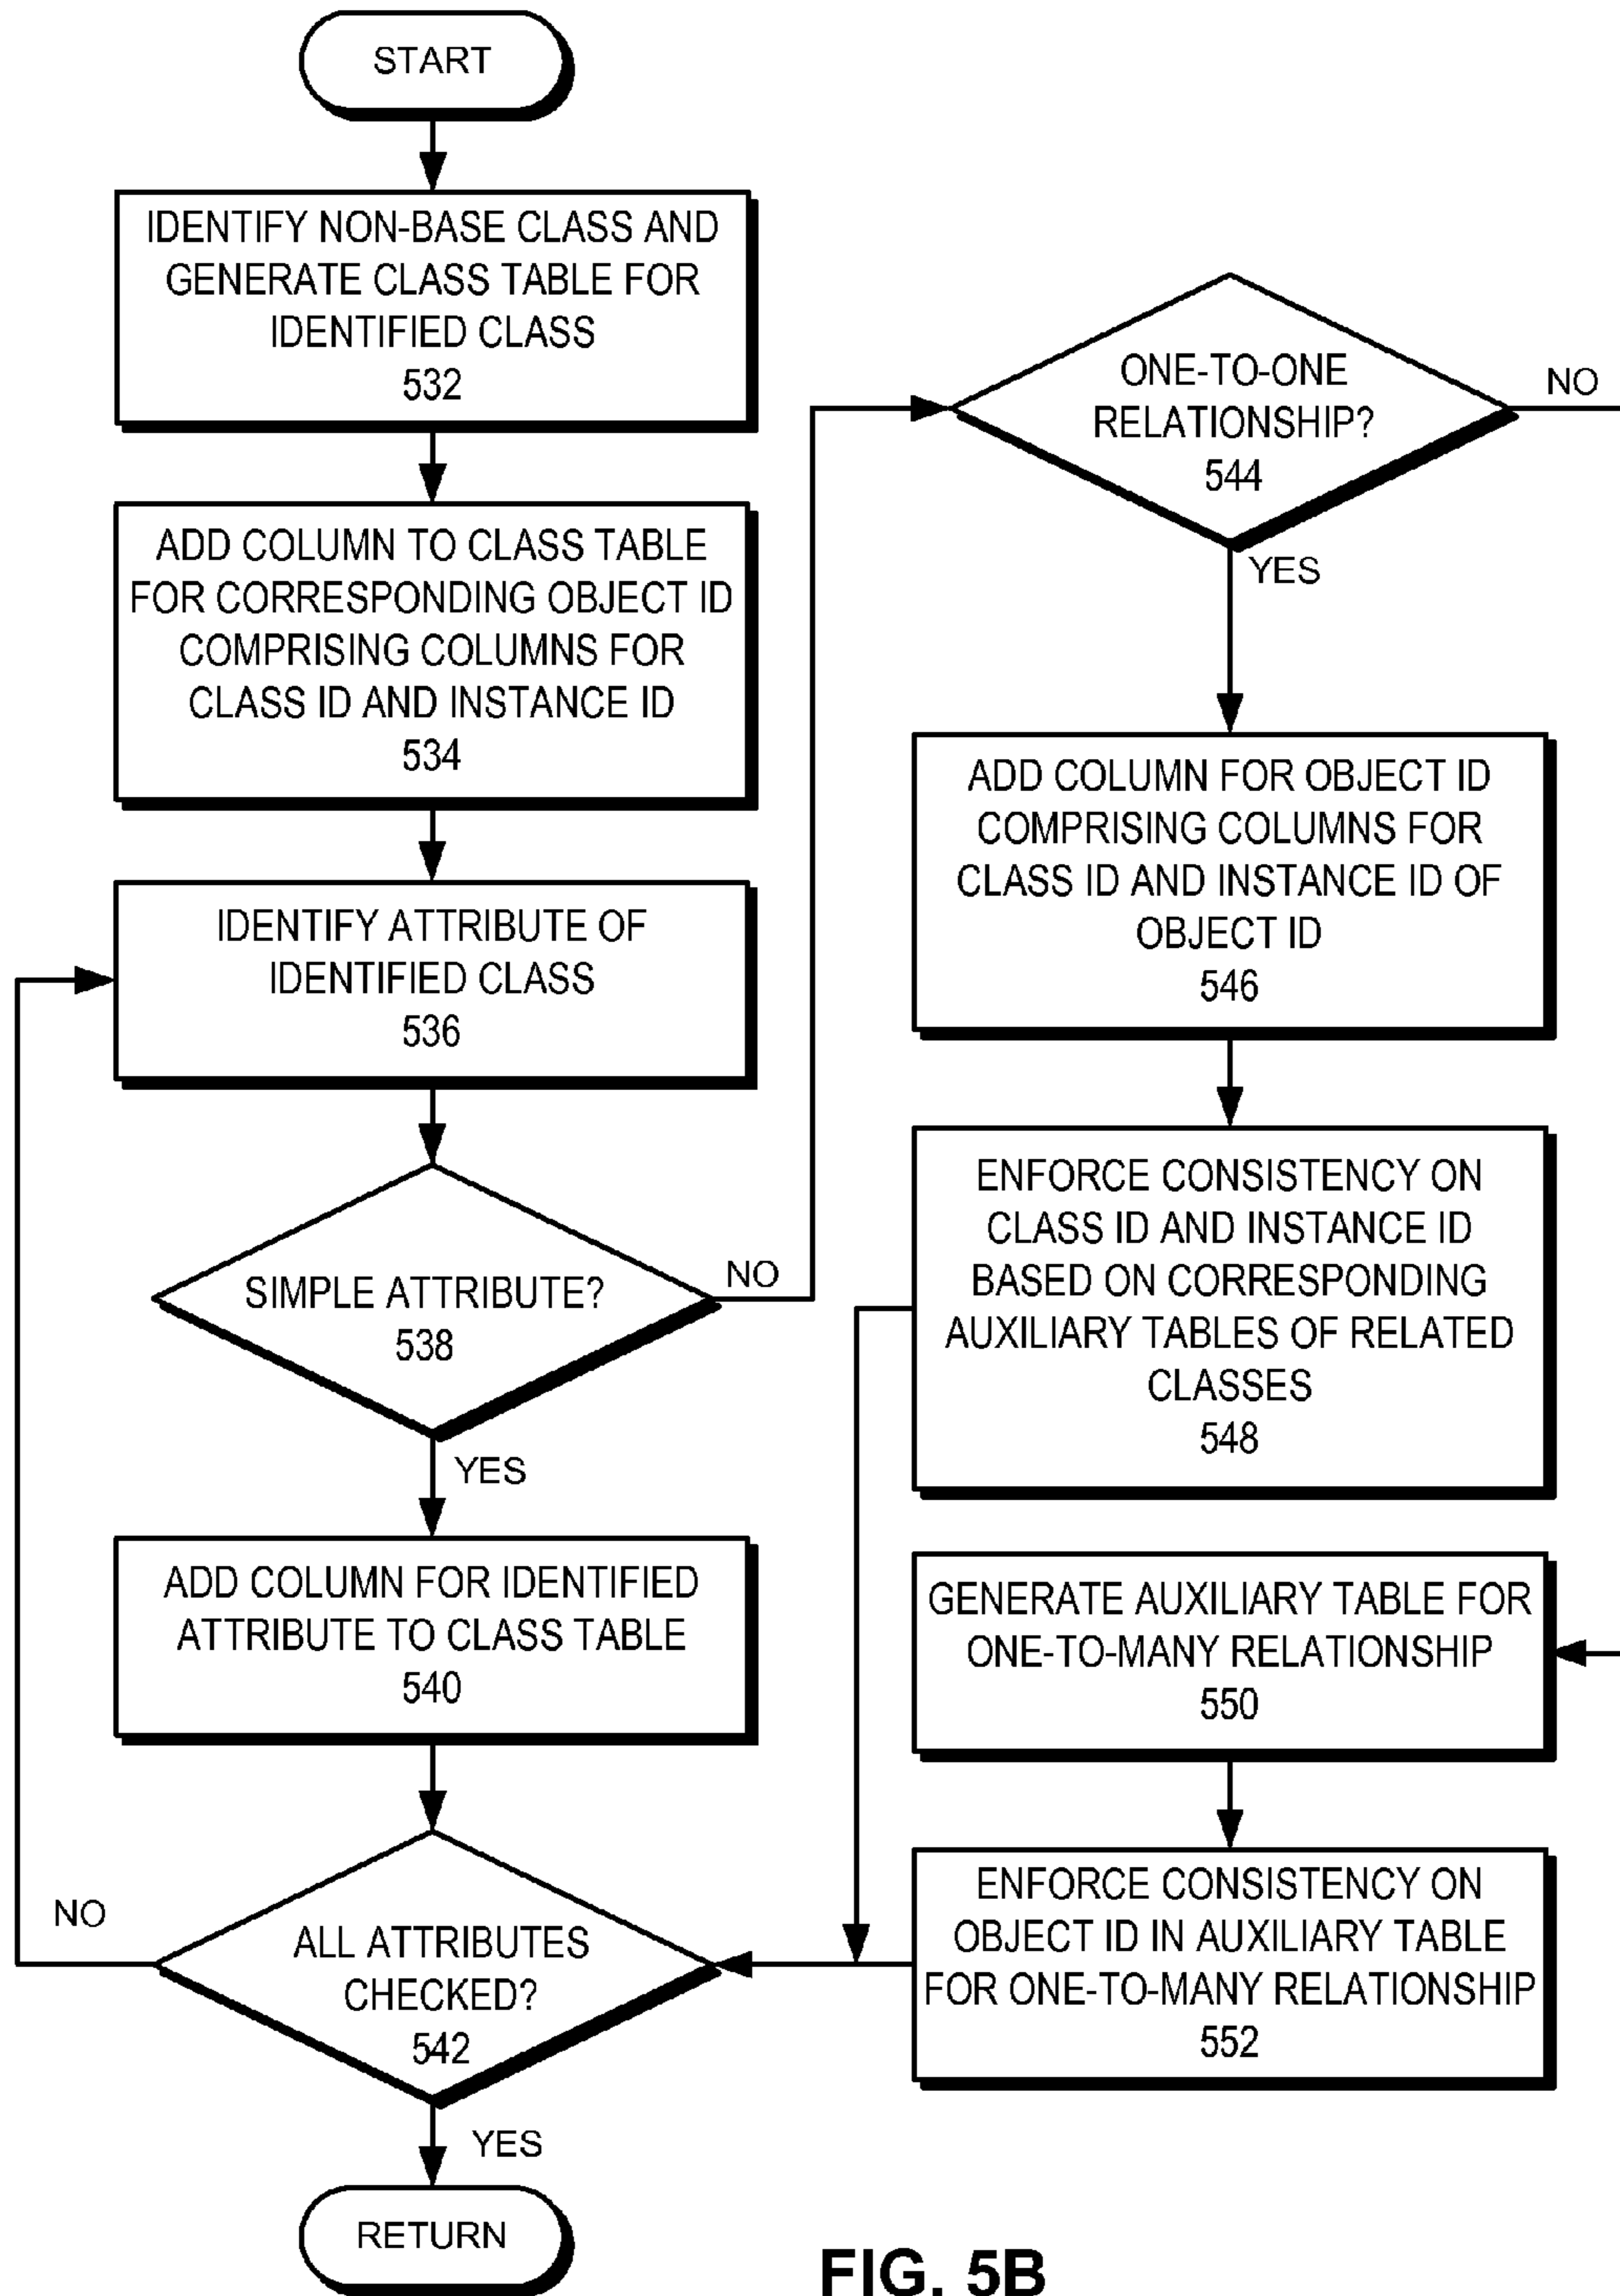 START
IDENTIFY NON-BASE CLASS AND
GENERATE CLASS TABLE FOR
IDENTIFIED CLASS
532
ADD COLUMN TO CLASS TABLE
FOR CORRESPONDING OBJECT ID
COMPRISING COLUMNS FOR
CLASS ID AND INSTANCE ID
534
IDENTIFY ATTRIBUTE OF
IDENTIFIED CLASS
536
SIMPLE ATTRIBUTE?
538
NO
YES
ADD COLUMN FOR IDENTIFIED
ATTRIBUTE TO CLASS TABLE
540
ALL ATTRIBUTES
CHECKED?
542
NO
YES
RETURN
ONE-TO-ONE
RELATIONSHIP?
544
NO
YES
ADD COLUMN FOR OBJECT ID
COMPRISING COLUMNS FOR
CLASS ID AND INSTANCE ID OF
OBJECT ID
546
ENFORCE CONSISTENCY ON
CLASS ID AND INSTANCE ID
BASED ON CORRESPONDING
AUXILIARY TABLES OF RELATED
CLASSES
548
GENERATE AUXILIARY TABLE FOR
ONE-TO-MANY RELATIONSHIP
550
ENFORCE CONSISTENCY ON
OBJECT ID IN AUXILIARY TABLE
FOR ONE-TO-MANY RELATIONSHIP
552
FIG. 5B